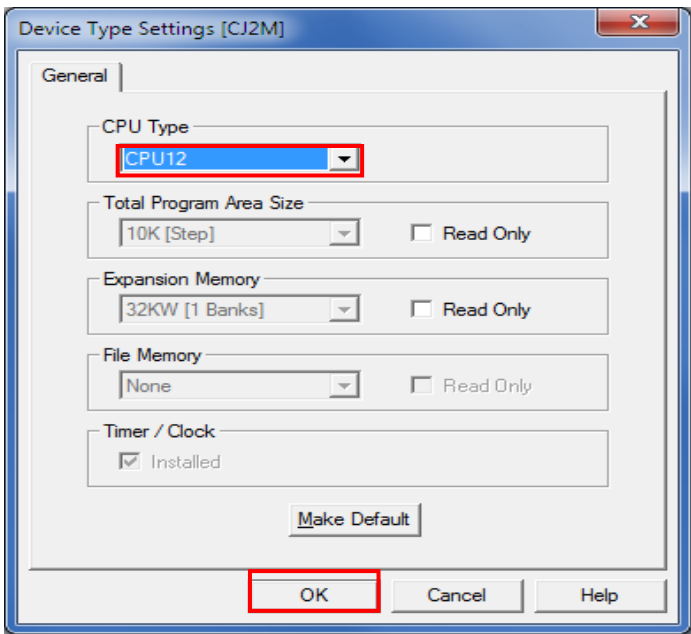 Device Type Settings [CJ2M]
General
CPU Type
CPU12
Total Program Area Size
10K [Step]
Read Only
Expansion Memory
32KW [1 Banks]
Read Only
File Memory
None
Read Only
Timer / Clock
Installed
Make Default
OK
Cancel
Help